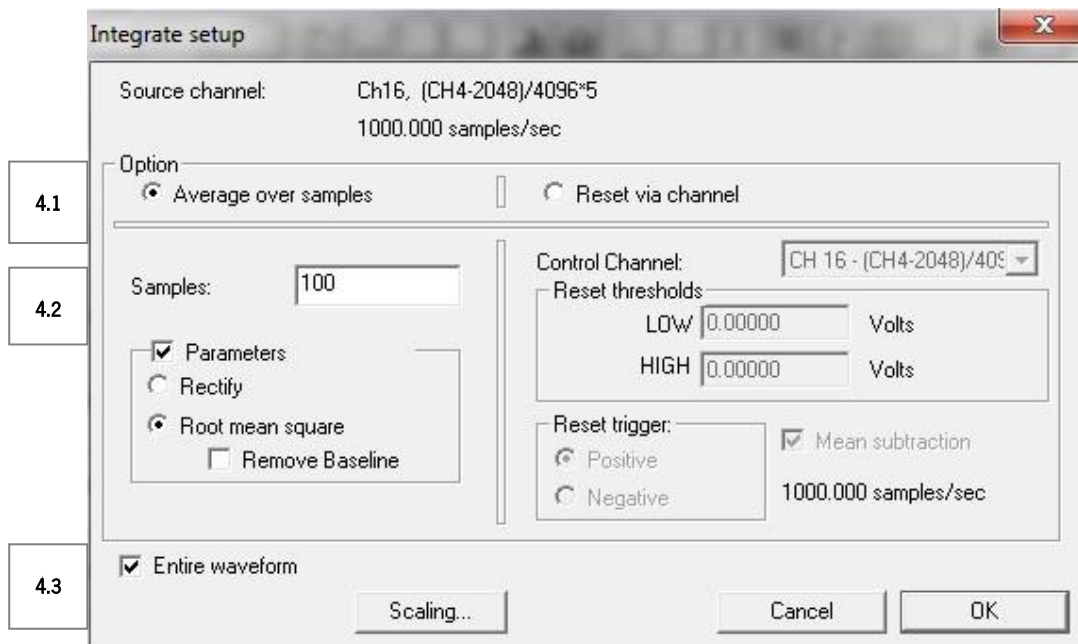 Integrate setup
X
Source channel: Ch16, (CH4-2048)/4096*5
1000.000 samples/sec
Option
4.1
Average over samples
Reset via channel
4.2
Samples: 100
Parameters
Rectify
Root mean square
Remove Baseline
Control Channel: CH 16 - (CH4-2048)/409
Reset thresholds
LOW 0.00000 Volts
HIGH 0.00000 Volts
Reset trigger:
Positive
Negative
Mean subtraction
1000.000 samples/sec
4.3
Entire waveform
Scaling...
Cancel
OK